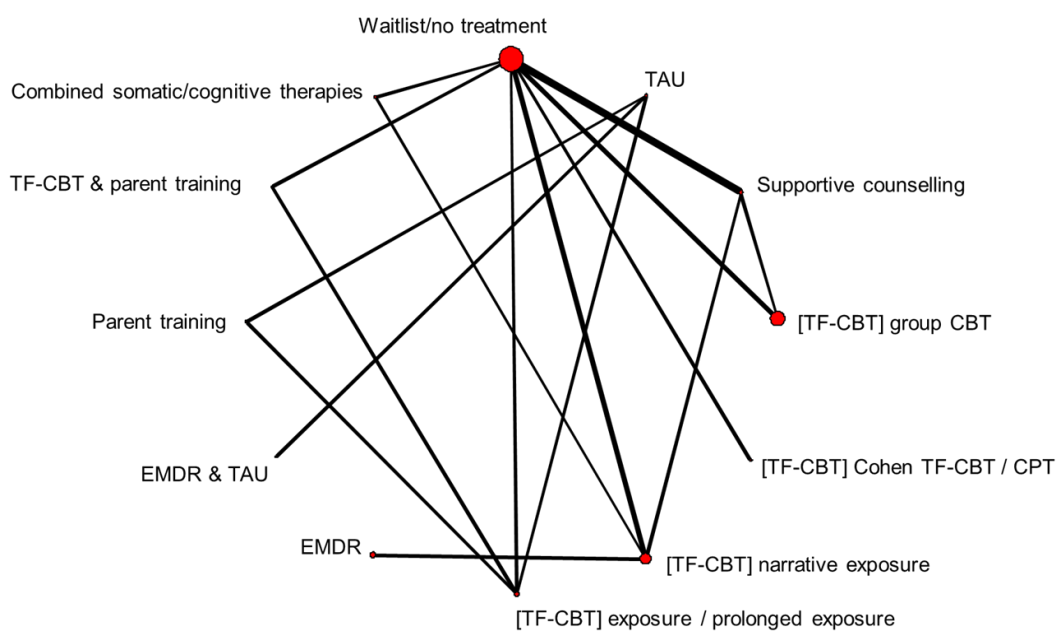 Waitlist/no treatment
TAU
Combined somatic/cognitive therapies
TF-CBT & parent training
Supportive counselling
Parent training
[TF-CBT] group CBT
EMDR & TAU
[TF-CBT] Cohen TF-CBT / CPT
EMDR
[TF-CBT] narrative exposure
[TF-CBT] exposure / prolonged exposure